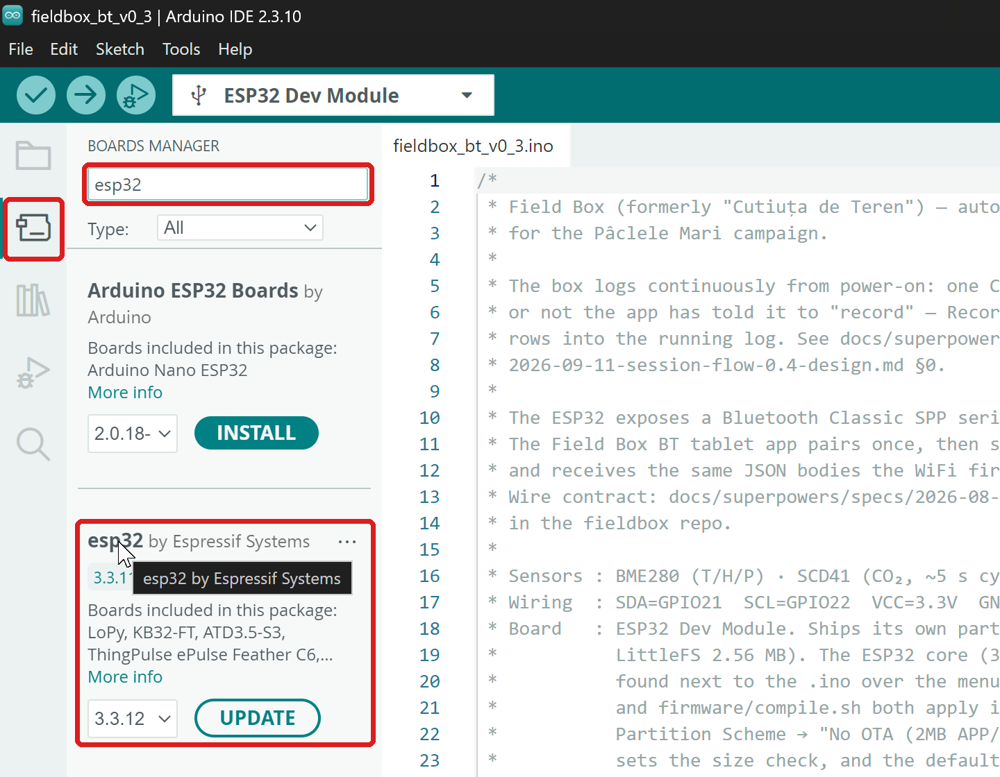 fieldbox_bt_v0_3 | Arduino IDE 2.3.10
File Edit Sketch Tools Help
ESP32 Dev Module
BOARDS MANAGER
esp32
Type: All
Arduino ESP32 Boards by
Arduino
Boards included in this package:
Arduino Nano ESP32
More info
2.0.18- INSTALL
esp32 by Espressif Systems ...
3.3.11
esp32 by Espressif Systems
Boards included in this package:
LoPy, KB32-FT, ATD3.5-S3,
ThingPulse ePulse Feather C6,...
More info
3.3.12 UPDATE
fieldbox_bt_v0_3.ino
1 /*
2 * Field Box (formerly "Cutiuța de Teren") — auto
3 * for the Pâclele Mari campaign.
4 *
5 * The box logs continuously from power-on: one C
6 * or not the app has told it to "record" — Recor
7 * rows into the running log. See docs/superpower
8 * 2026-09-11-session-flow-0.4-design.md §0.
9 *
10 * The ESP32 exposes a Bluetooth Classic SPP seri
11 * The Field Box BT tablet app pairs once, then s
12 * and receives the same JSON bodies the WiFi fir
13 * Wire contract: docs/superpowers/specs/2026-08-
14 * in the fieldbox repo.
15 *
16 * Sensors : BME280 (T/H/P) · SCD41 (CO₂, ~5 s cy
17 * Wiring : SDA=GPIO21 SCL=GPIO22 VCC=3.3V GN
18 * Board : ESP32 Dev Module. Ships its own part
19 * LittleFS 2.56 MB). The ESP32 core (3
20 * found next to the .ino over the menu
21 * and firmware/compile.sh both apply i
22 * Partition Scheme → "No OTA (2MB APP/
23 * sets the size check, and the default